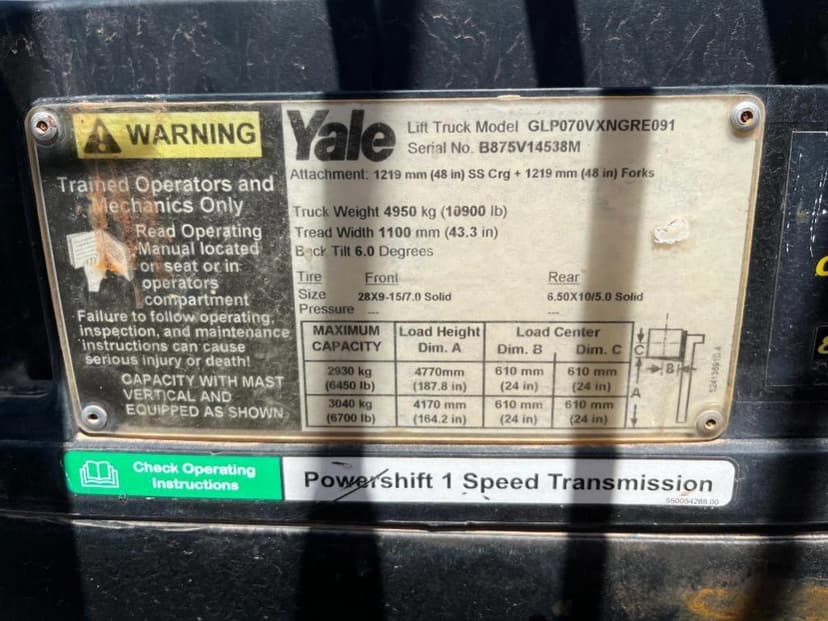 WARNING
Trained Operators and
Mechanics Only
Read Operating
Manual located
on seat or in
operators
compartment
Failure to follow operating,
inspection, and maintenance
instructions can cause
serious injury or death!
CAPACITY WITH MAST
VERTICAL AND
EQUIPPED AS SHOWN
Yale
Lift Truck Model GLP070VXNGRE091
Serial No. B875V14538M
Attachment: 1219 mm (48 in) SS Crg + 1219 mm (48 in) Forks
Truck Weight 4950 kg (10900 lb)
Tread Width 1100 mm (43.3 in)
Back Tilt 6.0 Degrees
Tire Front Rear
Size 28X9-15/7.0 Solid 6.50X10/5.0 Solid
Pressure --- ---
MAXIMUM CAPACITY Load Height Dim. A Load Center Dim. B Dim. C
2930 kg (6450 lb) 4770mm (187.8 in) 610 mm (24 in) 610 mm (24 in)
3040 kg (6700 lb) 4170 mm (164.2 in) 610 mm (24 in) 610 mm (24 in)
C
B
A
Check Operating
Instructions
Powershift 1 Speed Transmission
550054288.00